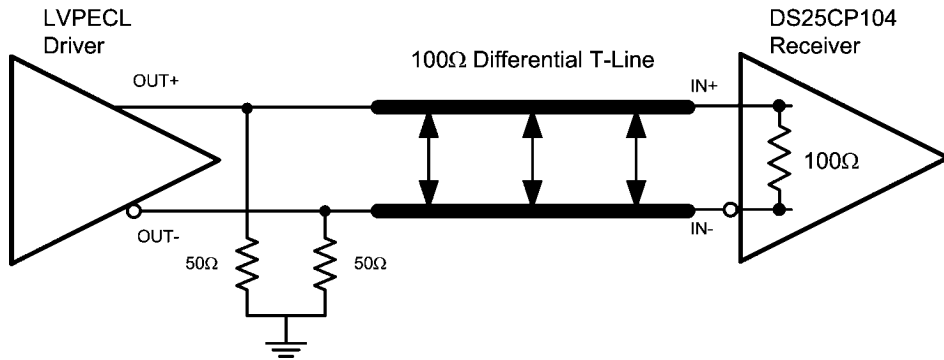 LVPECL
Driver
DS25CP104
Receiver
100Ω Differential T-Line
OUT+
IN+
100Ω
OUT-
IN-
50Ω
50Ω